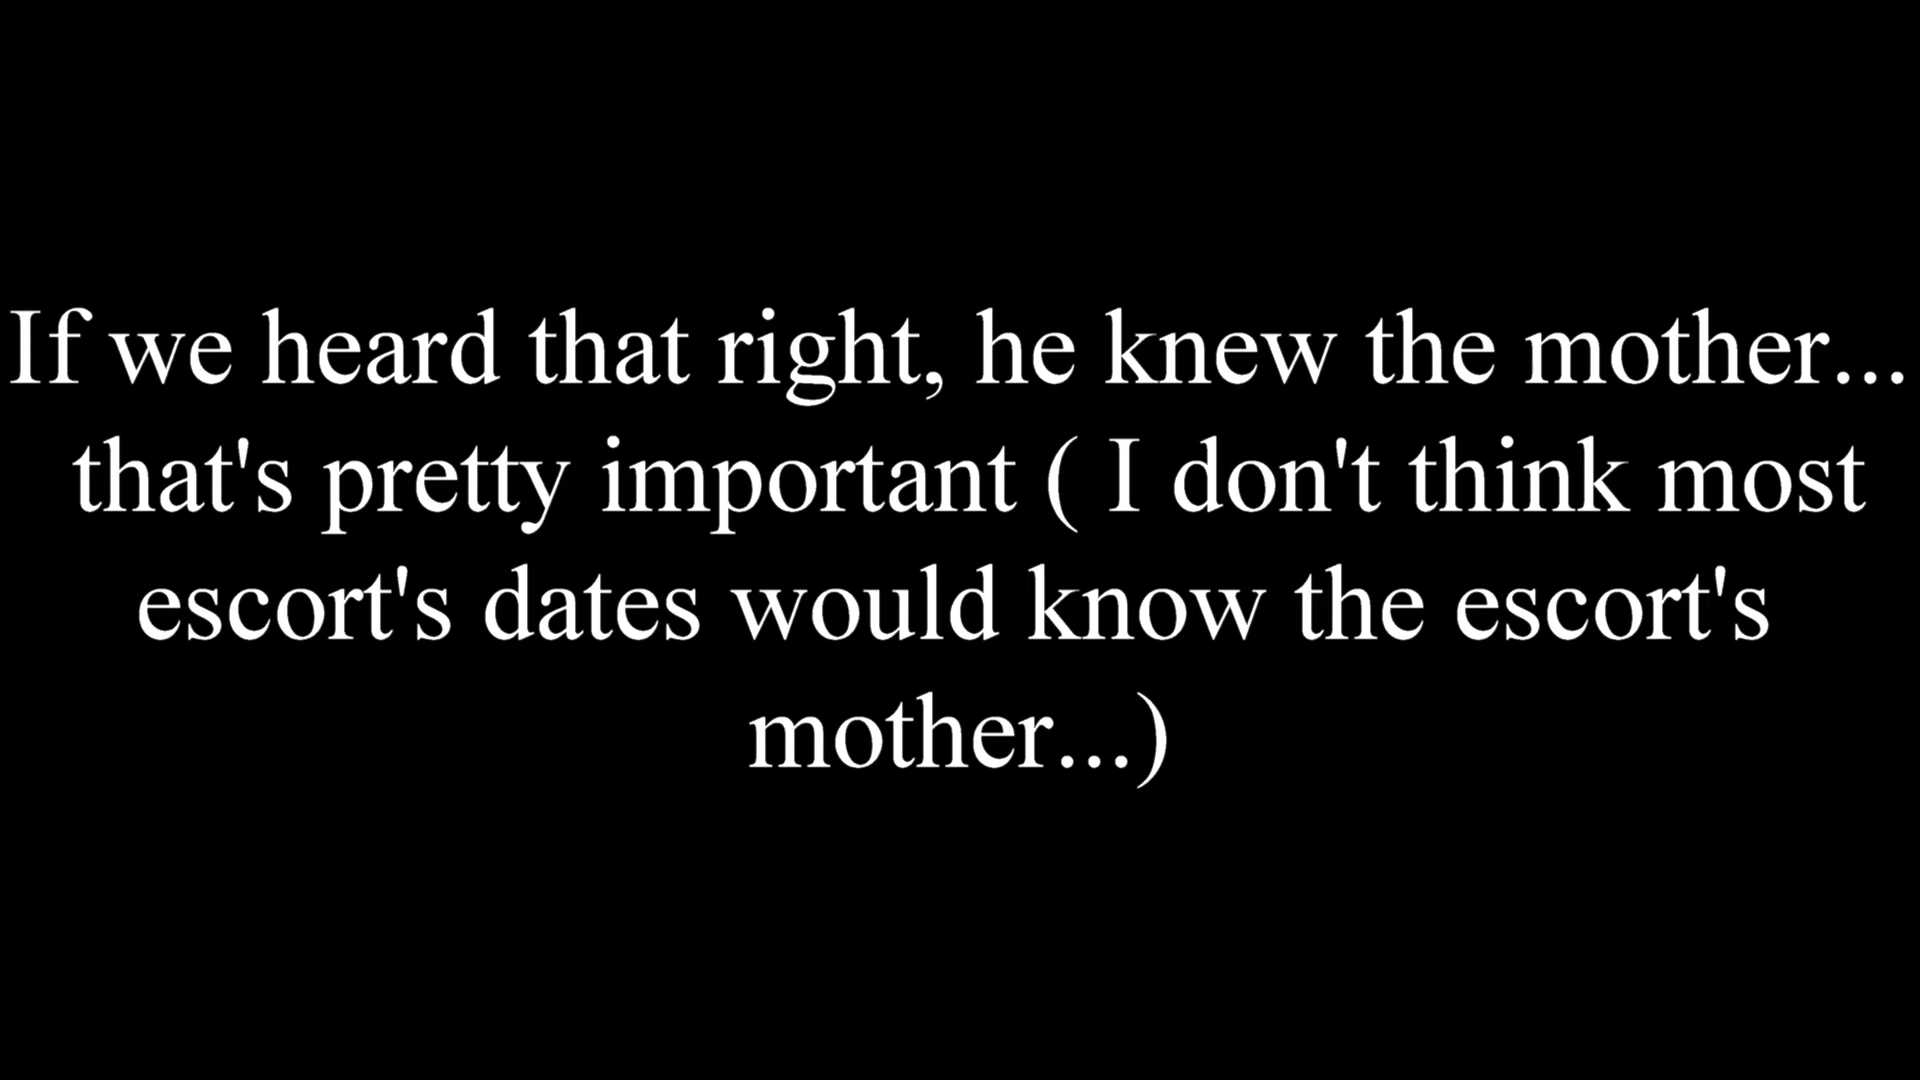 If we heard that right, he knew the mother...
that's pretty important ( I don't think most
escort's dates would know the escort's
mother...)